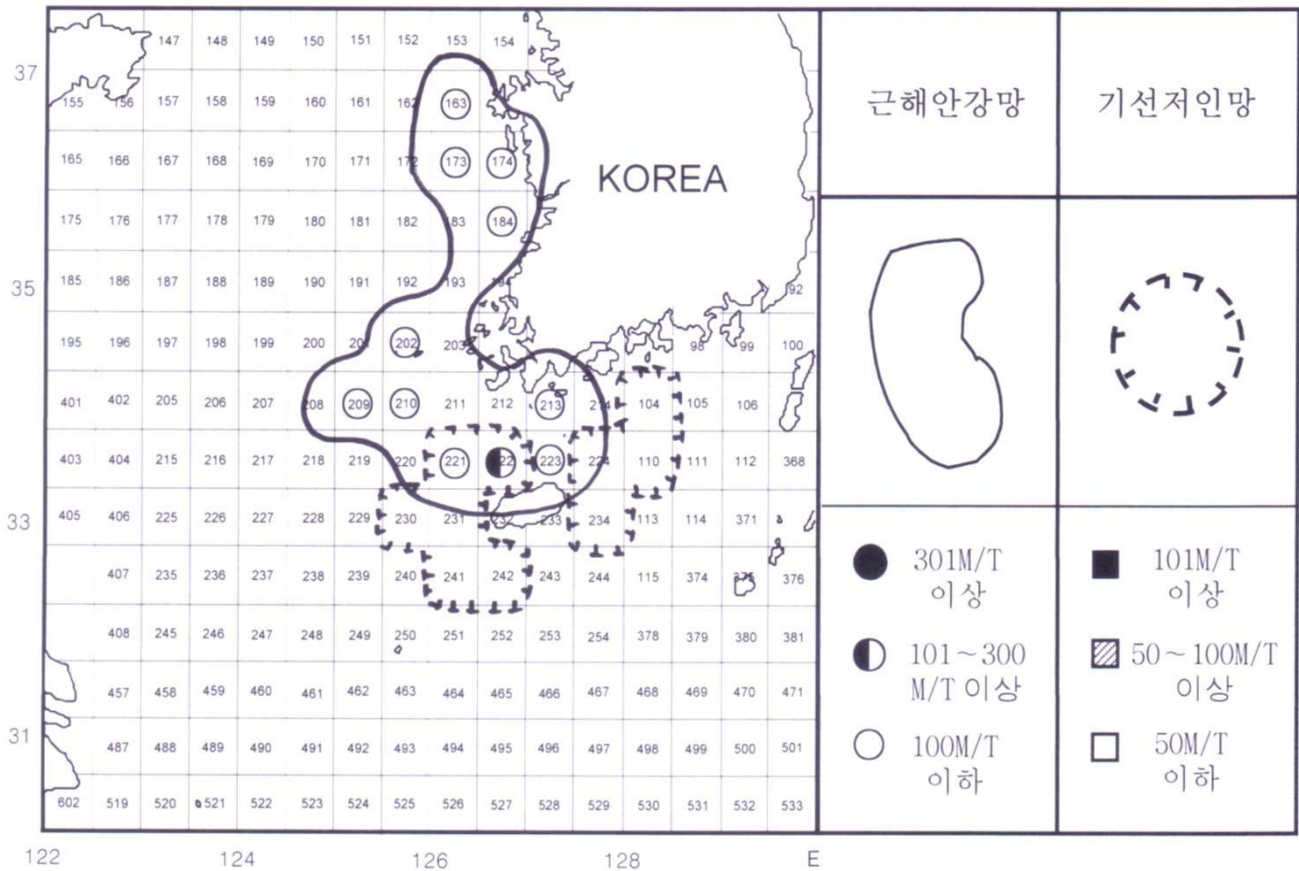 147 148 149 150 151 152 153 154
37
155 156 157 158 159 160 161 162 163
165 166 167 168 169 170 171 172 173 174
KOREA
175 176 177 178 179 180 181 182 183 184
35
185 186 187 188 189 190 191 192 193 194 92
195 196 197 198 199 200 201 202 203 98 99 100
401 402 205 206 207 208 209 210 211 212 213 214 104 105 106
403 404 215 216 217 218 219 220 221 222 223 224 110 111 112 368
33
405 406 225 226 227 228 229 230 231 232 233 234 113 114 371
407 235 236 237 238 239 240 241 242 243 244 115 374 375 376
408 245 246 247 248 249 250 251 252 253 254 378 379 380 381
457 458 459 460 461 462 463 464 465 466 467 468 469 470 471
31
487 488 489 490 491 492 493 494 495 496 497 498 499 500 501
602 519 520 521 522 523 524 525 526 527 528 529 530 531 532 533
122 124 126 128 E
근해안강망
기선저인망
301M/T
이상
101~300
M/T 이상
100M/T
이하
101M/T
이상
50~100M/T
이상
50M/T
이하